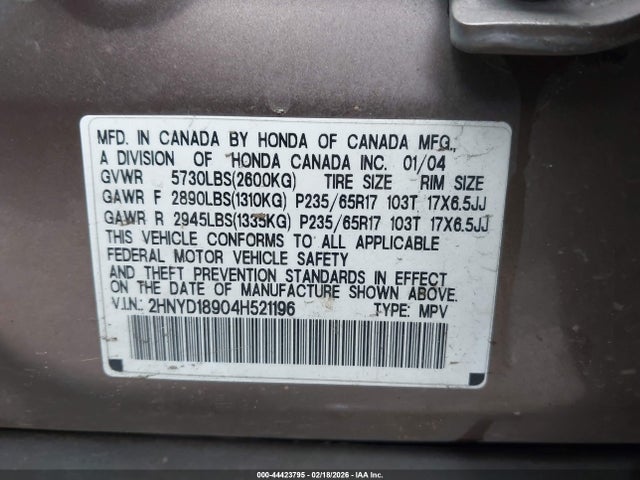 MFD. IN CANADA BY HONDA OF CANADA MFG.,
A DIVISION OF HONDA CANADA INC. 01/04
GVWR 5730LBS(2600KG) TIRE SIZE RIM SIZE
GAWR F 2890LBS(1310KG) P235/65R17 103T 17X6.5JJ
GAWR R 2945LBS(1335KG) P235/65R17 103T 17X6.5JJ
THIS VEHICLE CONFORMS TO ALL APPLICABLE
FEDERAL MOTOR VEHICLE SAFETY
AND THEFT PREVENTION STANDARDS IN EFFECT
ON THE DATE OF MANUFACTURE SHOWN ABOVE.
V.I.N.: 2HNYD18904H521196 TYPE: MPV
000-44423795 - 02/18/2026 - IAA Inc.